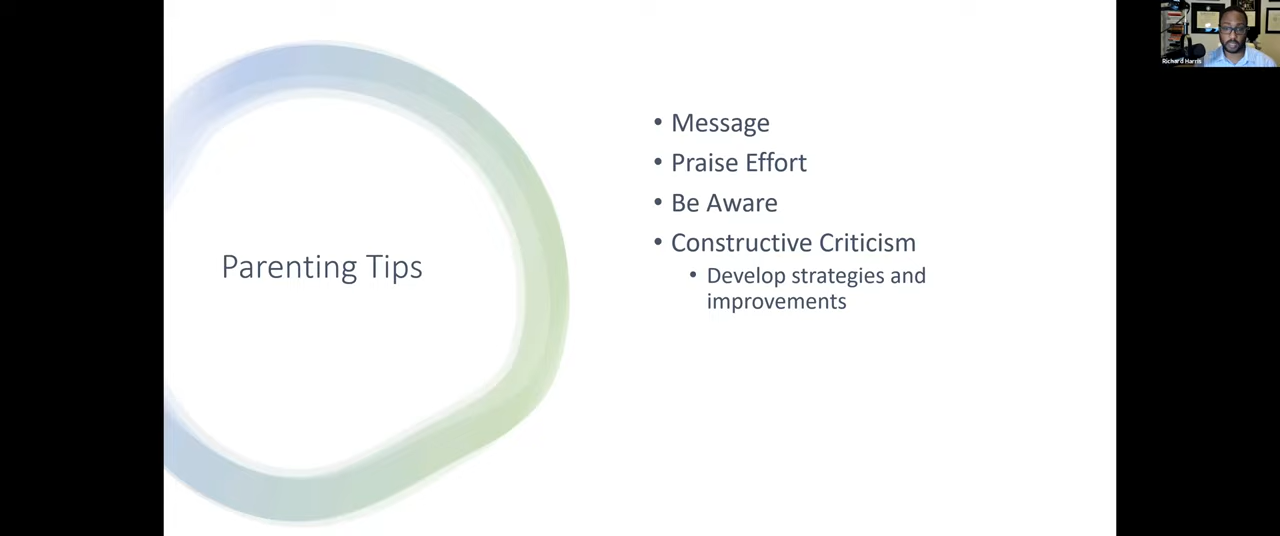 Richard Harris
Parenting Tips
• Message
• Praise Effort
• Be Aware
• Constructive Criticism
• Develop strategies and
improvements